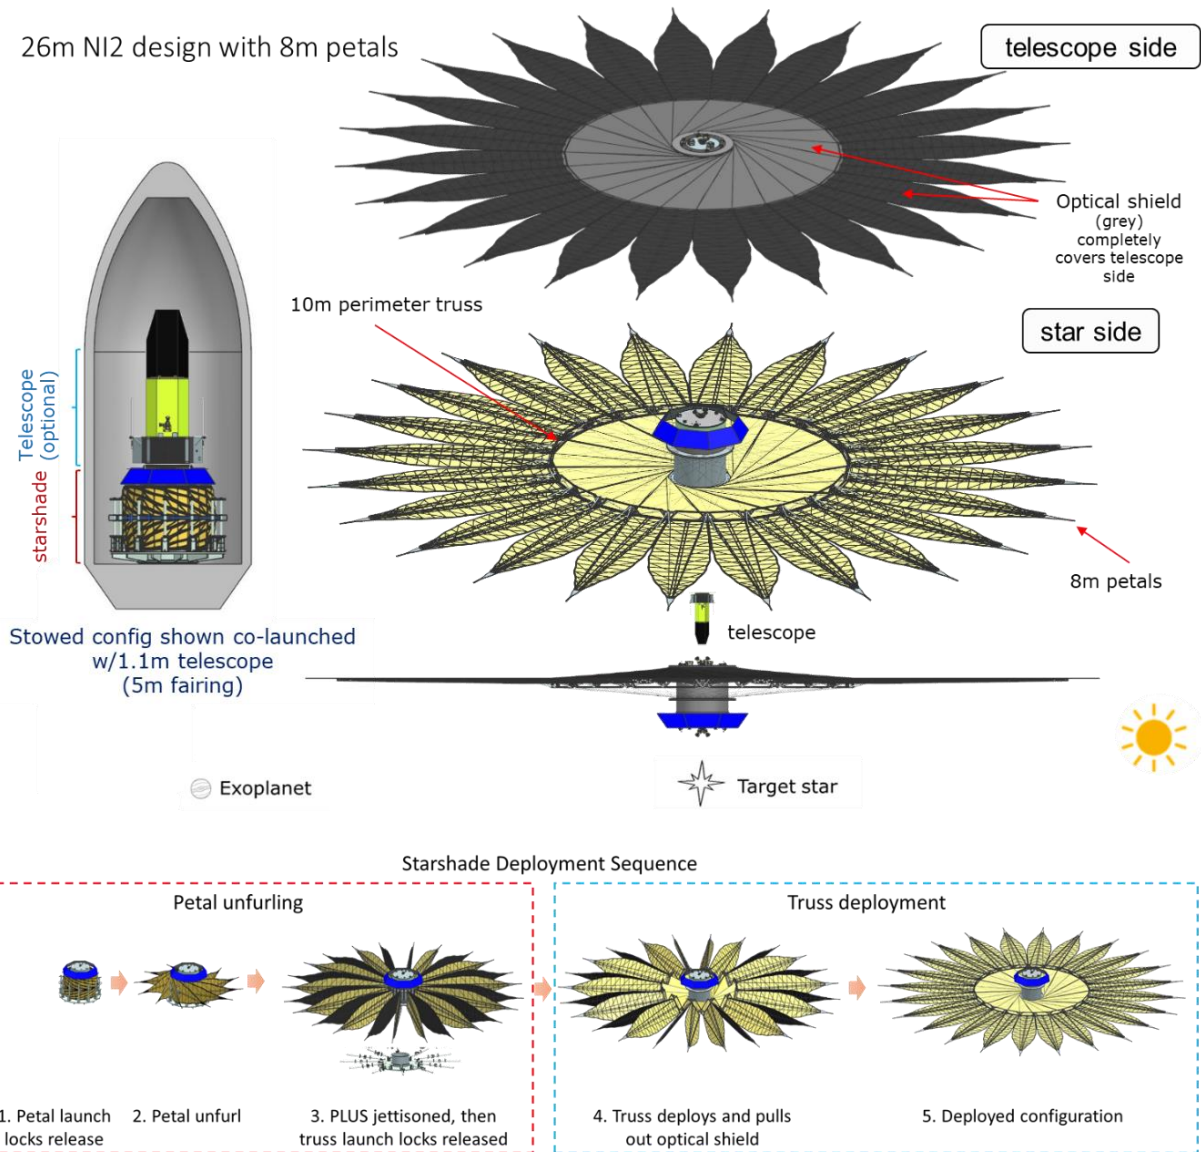 26m NI2 design with 8m petals
telescope side
Optical shield
(grey)
completely
covers telescope
side
10m perimeter truss
star side
Telescope
(optional)
starshade
8m petals
Stowed config shown co-launched
w/1.1m telescope
(5m fairing)
telescope
Exoplanet
Target star
Starshade Deployment Sequence
Petal unfurling
Truss deployment
1. Petal launch
locks release
2. Petal unfurl
3. PLUS jettisoned, then
truss launch locks released
4. Truss deploys and pulls
out optical shield
5. Deployed configuration